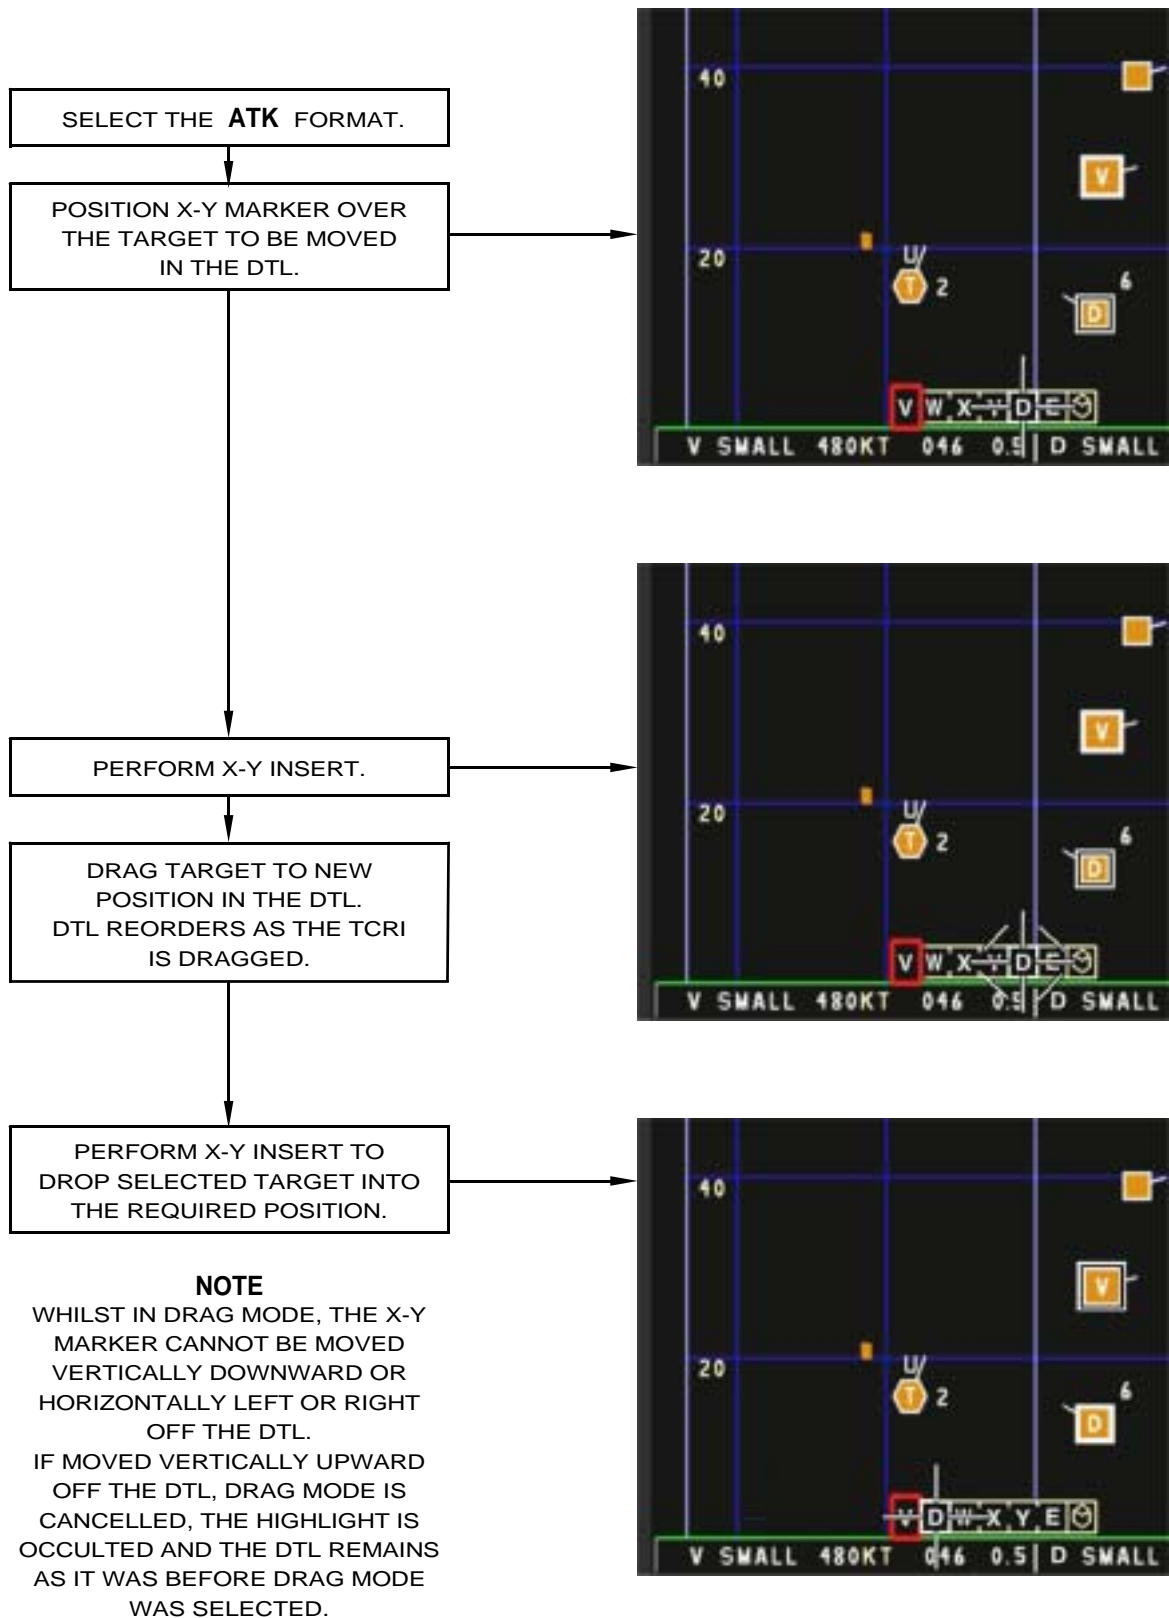 SELECT THE ATK FORMAT.
POSITION X-Y MARKER OVER
THE TARGET TO BE MOVED
IN THE DTL.
40
V
20
U
T 2
6
D
V W X Y D E
V SMALL 480KT 046 0.5 D SMALL
PERFORM X-Y INSERT.
DRAG TARGET TO NEW
POSITION IN THE DTL.
DTL REORDERS AS THE TCRI
IS DRAGGED.
40
V
20
U
T 2
6
D
V W X Y D E
V SMALL 480KT 046 0.5 D SMALL
PERFORM X-Y INSERT TO
DROP SELECTED TARGET INTO
THE REQUIRED POSITION.
40
V
20
U
T 2
6
D
V D W X Y E
V SMALL 480KT 046 0.5 D SMALL
NOTE
WHILST IN DRAG MODE, THE X-Y
MARKER CANNOT BE MOVED
VERTICALLY DOWNWARD OR
HORIZONTALLY LEFT OR RIGHT
OFF THE DTL.
IF MOVED VERTICALLY UPWARD
OFF THE DTL, DRAG MODE IS
CANCELLED, THE HIGHLIGHT IS
OCCULTED AND THE DTL REMAINS
AS IT WAS BEFORE DRAG MODE
WAS SELECTED.